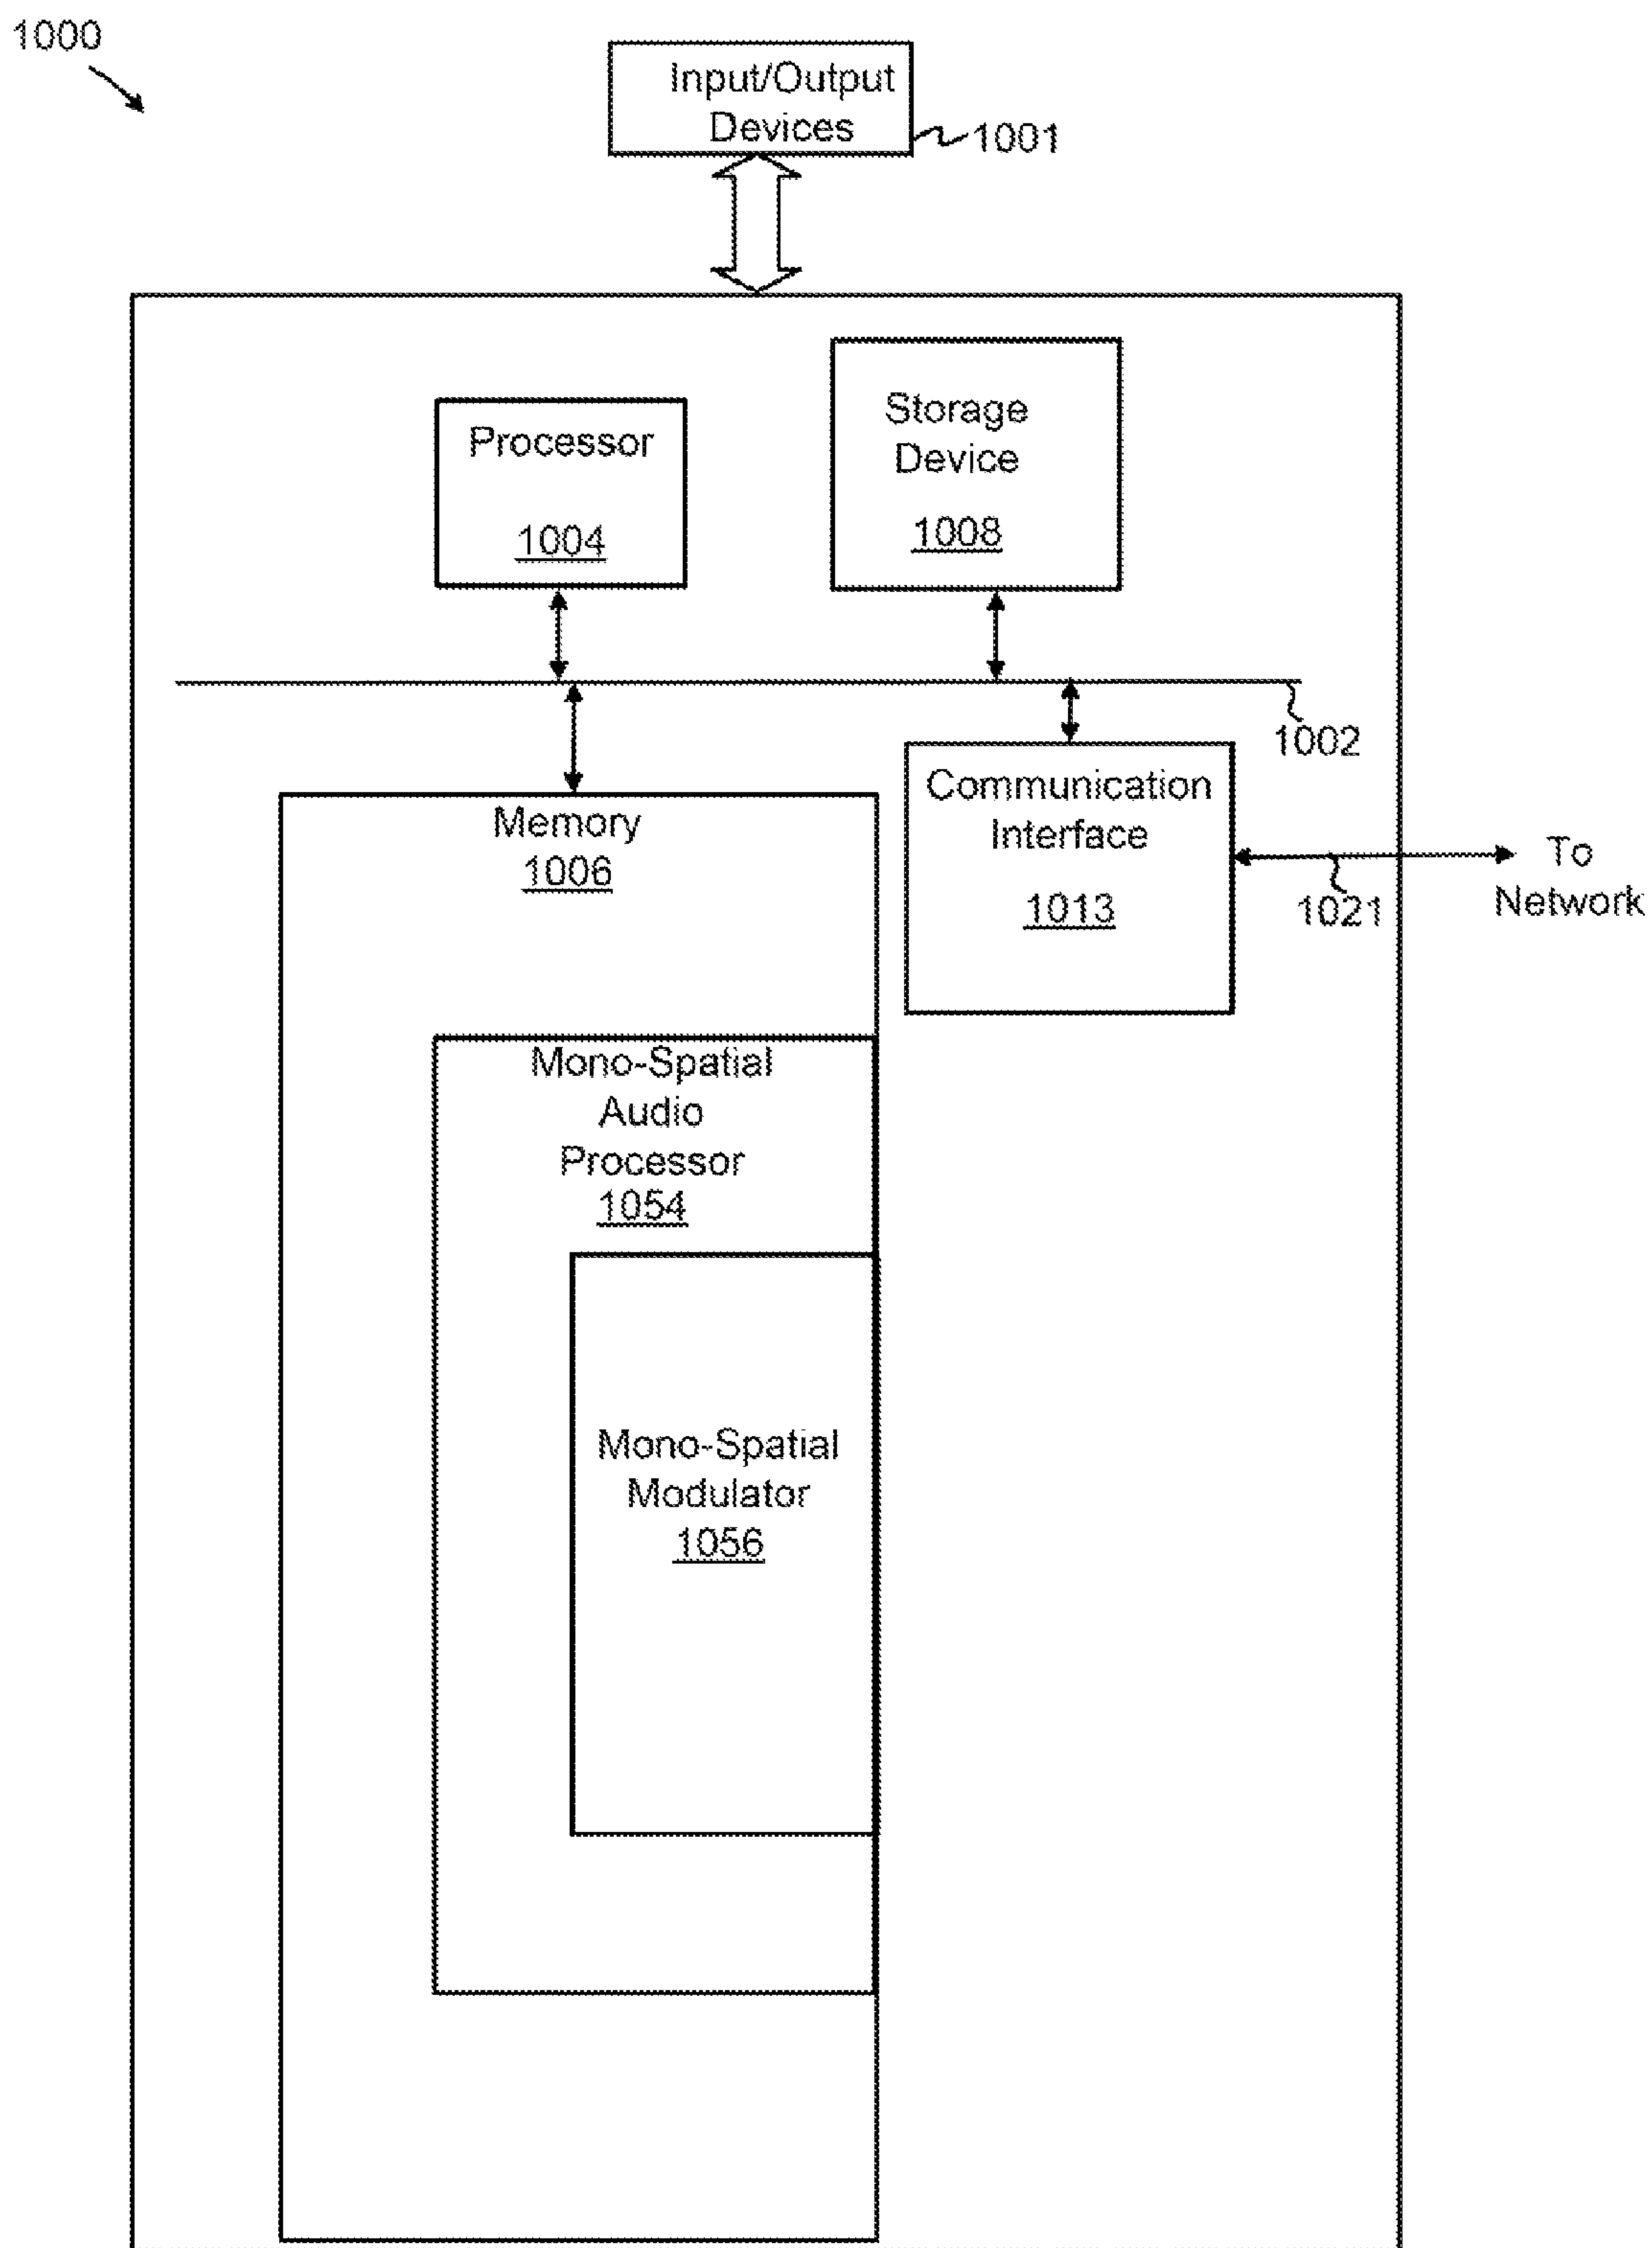 1000
Input/Output
Devices
1001
Processor
1004
Storage
Device
1008
1002
Memory
1006
Communication
Interface
1013
1021
To
Network
Mono-Spatial
Audio
Processor
1054
Mono-Spatial
Modulator
1056